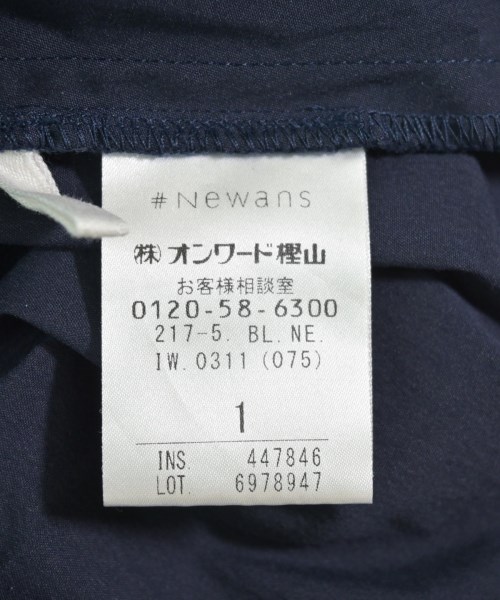 #Newans
㈱オンワード樫山
お客様相談室
0120-58-6300
217-5. BL.NE.
IW.0311(075)
1
INS. 447846
LOT. 6978947